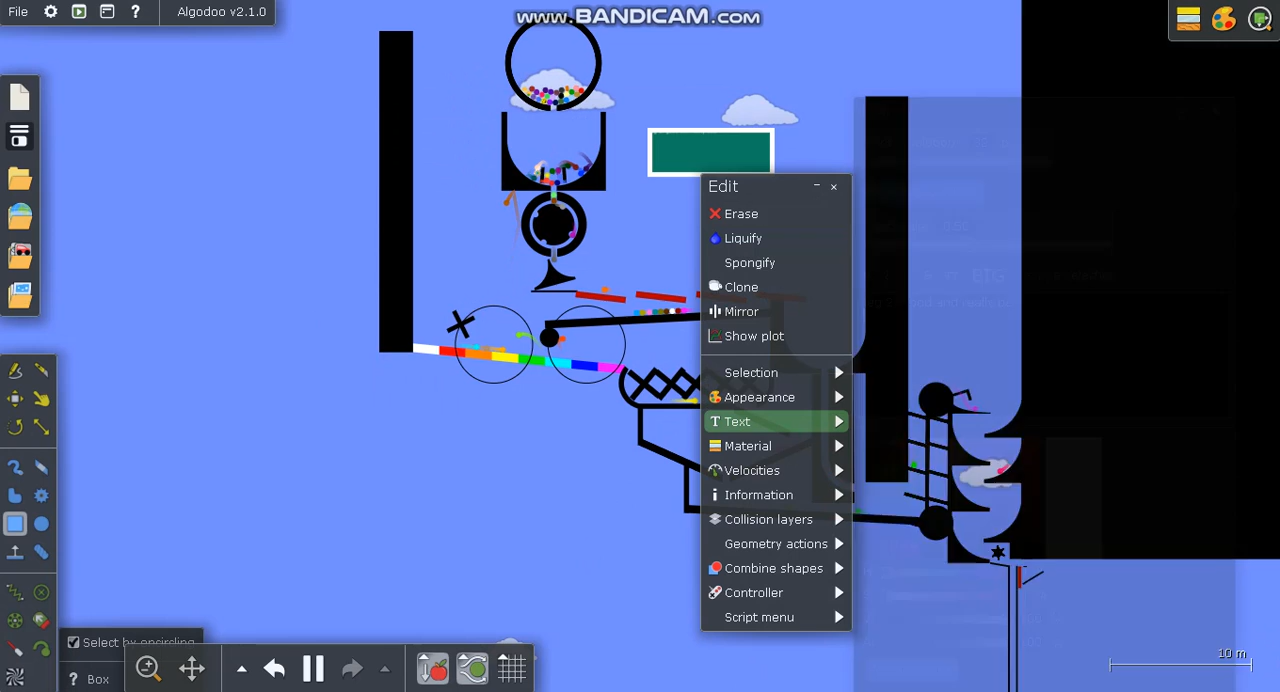 File ? Algodoo v2.1.0
www.BANDICAM.com
Edit
Erase
Liquify
Spongify
Clone
Mirror
Show plot
Selection
Appearance
Text
Material
Velocities
Information
Collision layers
Geometry actions
Combine shapes
Controller
Script menu
BIG
Select by encircling
? Box
10 m